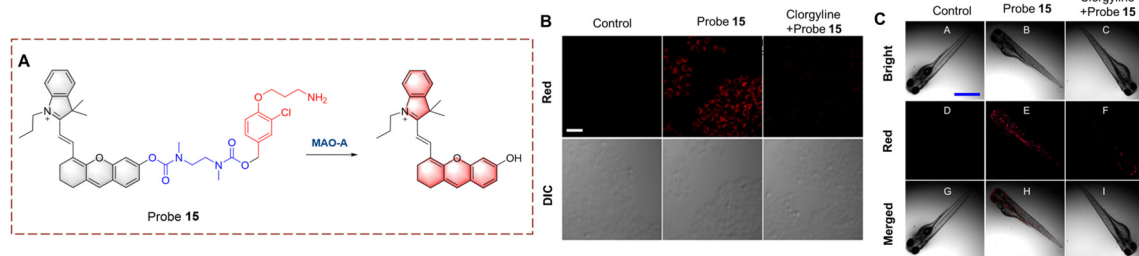 A
N
+
O
O
O
N
N
O
O
O
Cl
NH2
MAO-A
N
+
O
OH
Probe 15
B
Control
Probe 15
Clorgyline
+Probe 15
Red
DIC
C
Control
Probe 15
Clorgyline
+Probe 15
Bright
Red
Merged
A
B
C
D
E
F
G
H
I